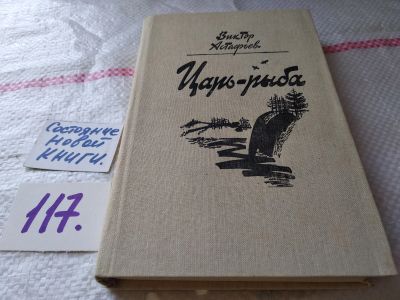 Виктор
Астафьев
Царь-рыба
Состояние
новой
книги.
117.